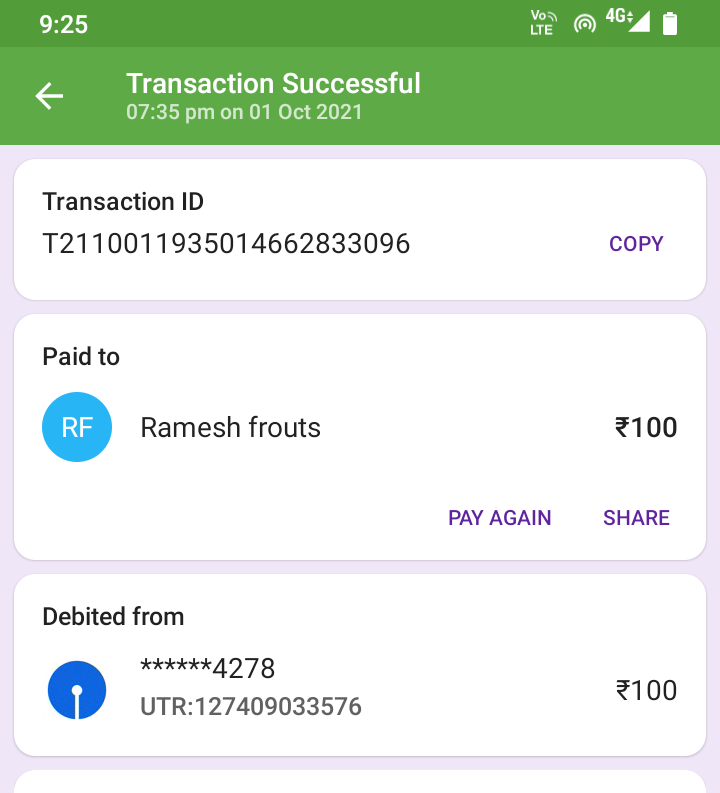 9:25
Vo LTE 4G
Transaction Successful
07:35 pm on 01 Oct 2021
Transaction ID
T2110011935014662833096 COPY
Paid to
RF Ramesh frouts ₹100
PAY AGAIN SHARE
Debited from
******4278
UTR:127409033576 ₹100